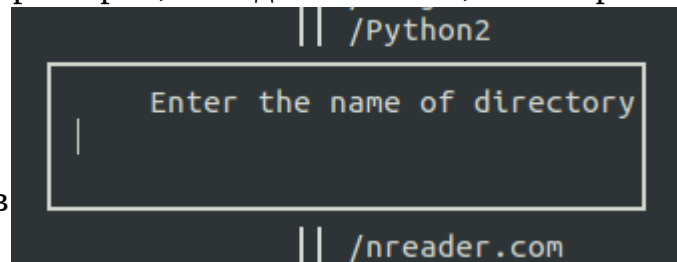 /Python2
Enter the name of directory
в
/nreader.com